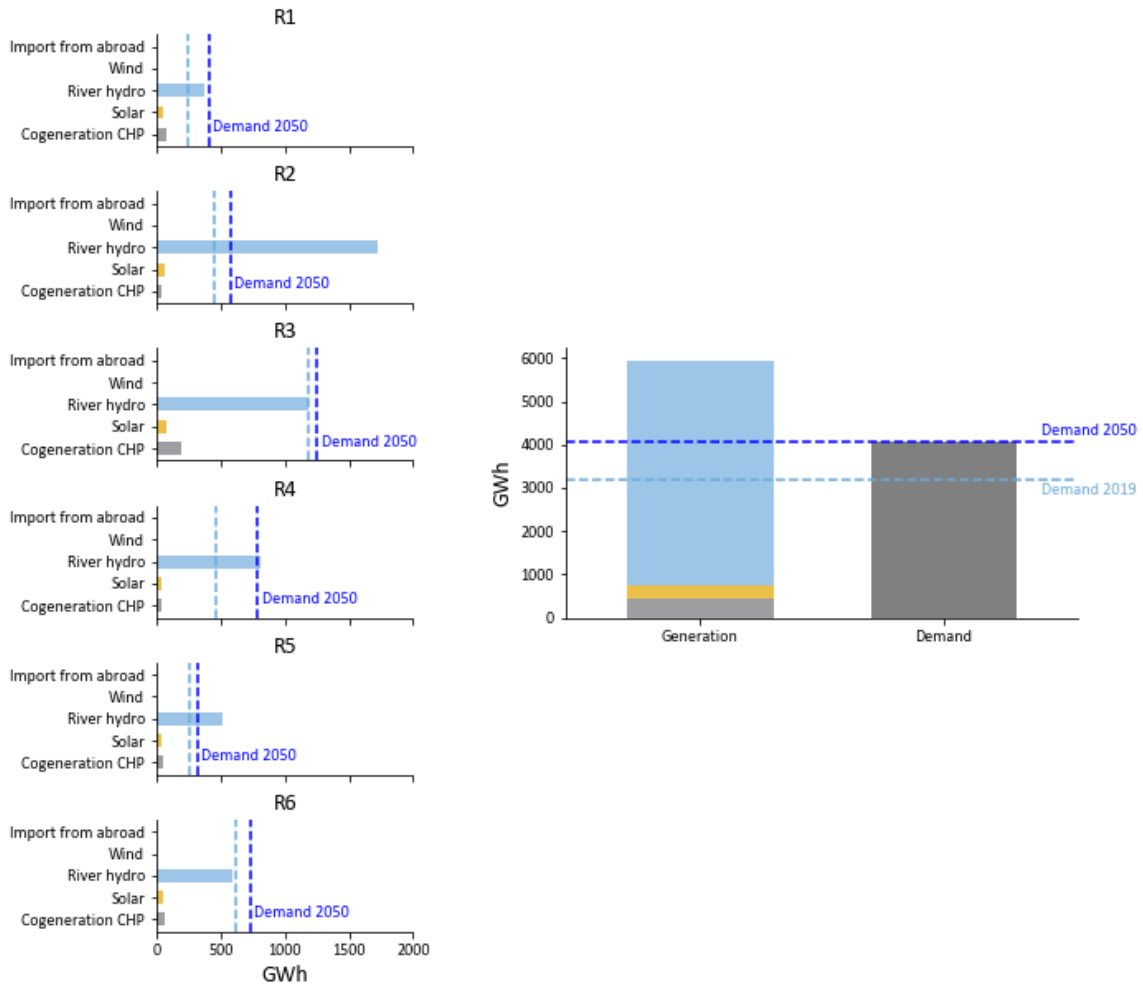 R1
Import from abroad
Wind
River hydro
Solar
Cogeneration CHP
Demand 2050
R2
Import from abroad
Wind
River hydro
Solar
Cogeneration CHP
Demand 2050
R3
Import from abroad
Wind
River hydro
Solar
Cogeneration CHP
Demand 2050
R4
Import from abroad
Wind
River hydro
Solar
Cogeneration CHP
Demand 2050
R5
Import from abroad
Wind
River hydro
Solar
Cogeneration CHP
Demand 2050
R6
Import from abroad
Wind
River hydro
Solar
Cogeneration CHP
Demand 2050
0 500 1000 1500 2000
GWh
GWh
6000
5000
4000
3000
2000
1000
0
Demand 2050
Demand 2019
Generation Demand